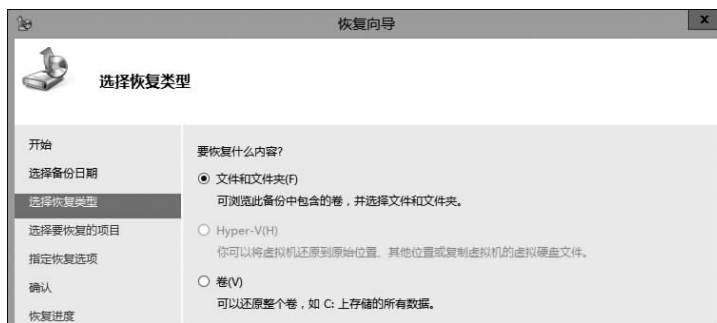 恢复向导
x
选择恢复类型
开始
选择备份日期
选择恢复类型
选择要恢复的项目
指定恢复选项
确认
恢复进度
要恢复什么内容?
文件和文件夹(F)
可浏览此备份中包含的卷，并选择文件和文件夹。
Hyper-V(H)
你可以将虚拟机还原到原始位置、其他位置或复制虚拟机的虚拟硬盘文件。
卷(V)
可以还原整个卷，如 C: 上存储的所有数据。